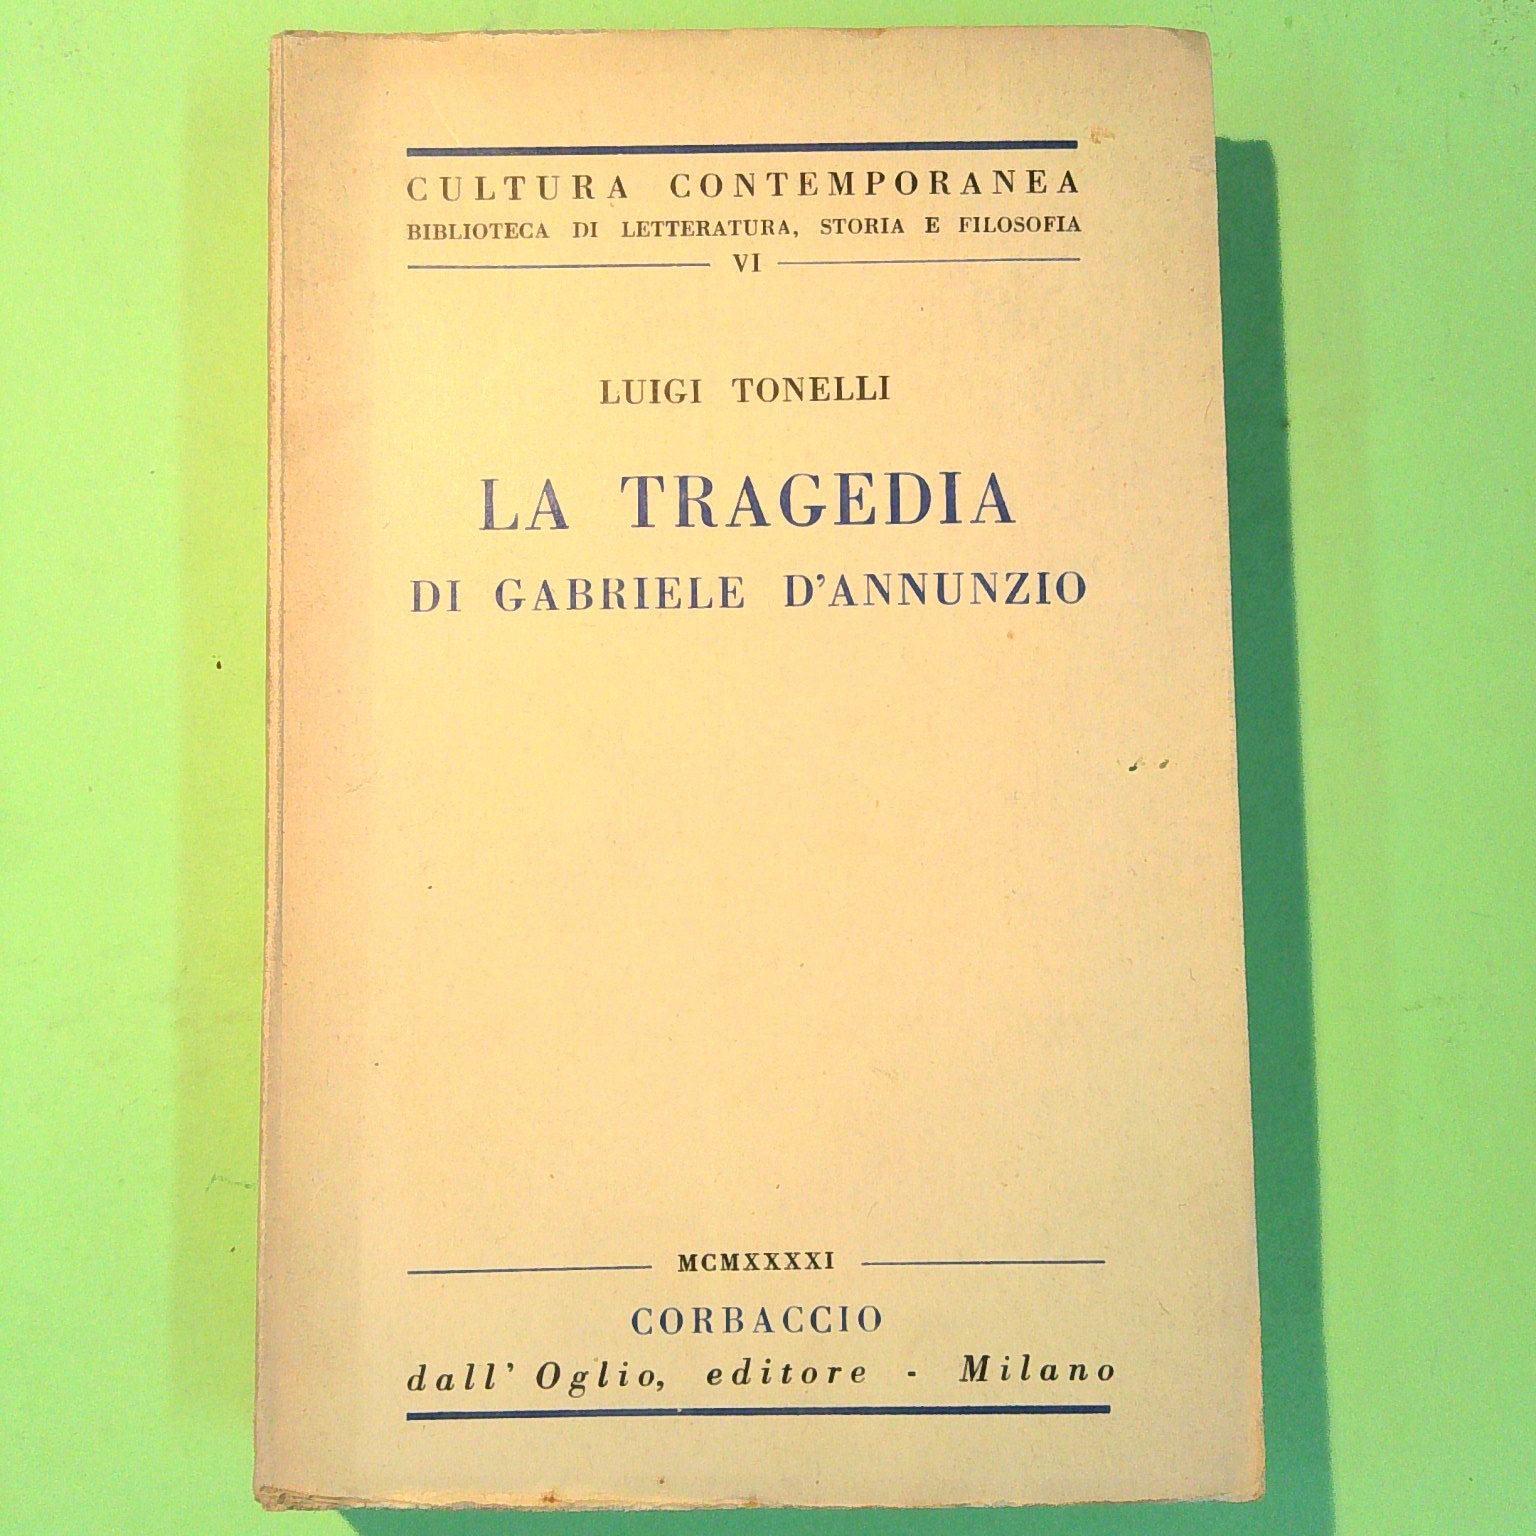 CULTURA CONTEMPORANEA
BIBLIOTECA DI LETTERATURA, STORIA E FILOSOFIA
VI
LUIGI TONELLI
LA TRAGEDIA
DI GABRIELE D'ANNUNZIO
MCMXXXXI
CORBACCIO
dall' Oglio, editore - Milano